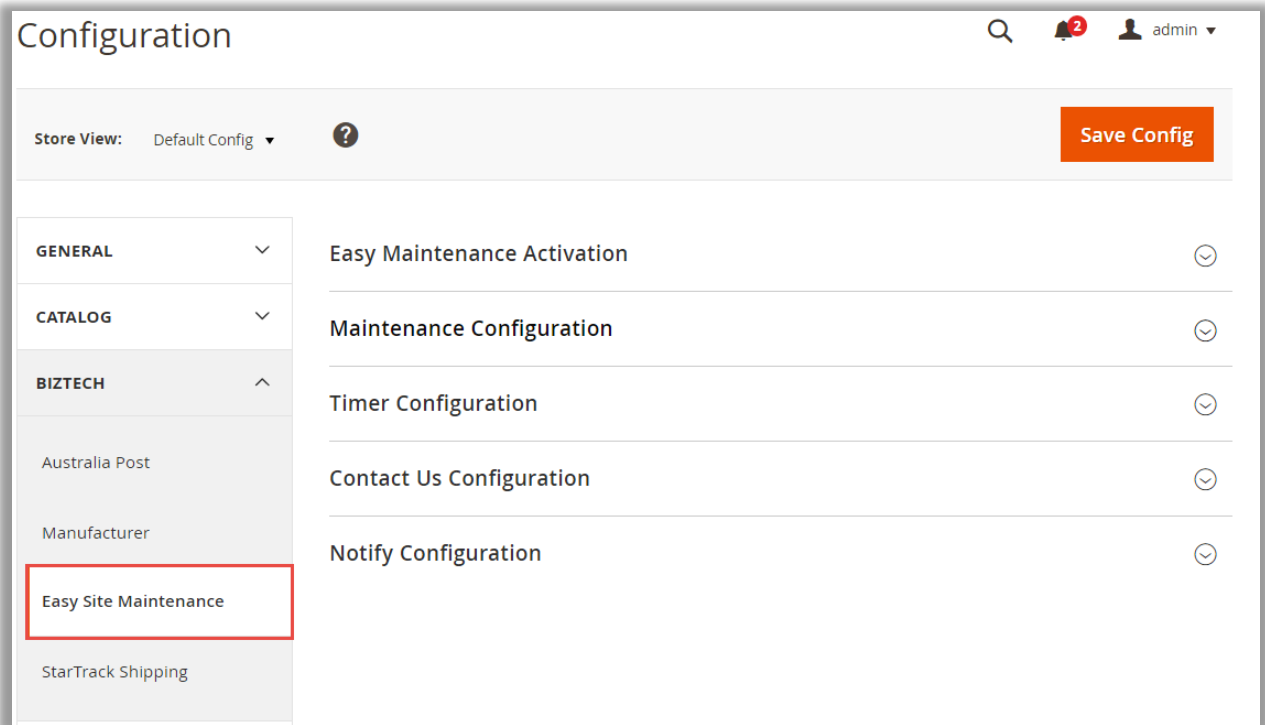 Configuration
2
admin
Store View: Default Config
?
Save Config
GENERAL
CATALOG
BIZTECH
Australia Post
Manufacturer
Easy Site Maintenance
StarTrack Shipping
Easy Maintenance Activation
Maintenance Configuration
Timer Configuration
Contact Us Configuration
Notify Configuration